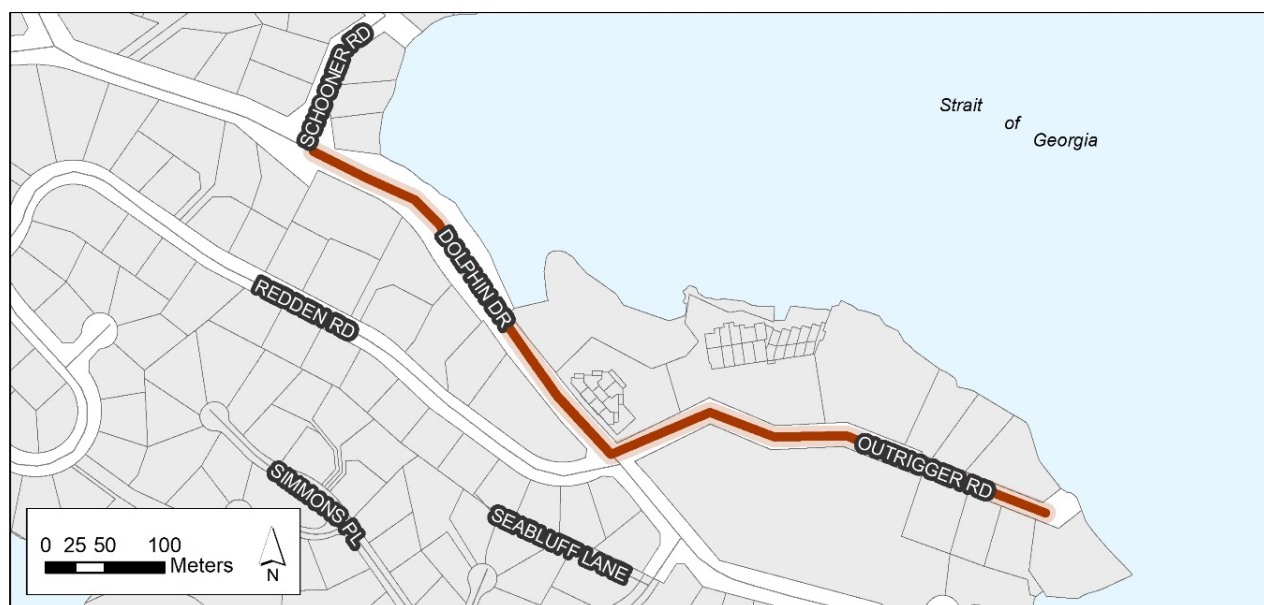 SCHOONER RD
Strait
of
Georgia
DOLPHIN DR
REDDEN RD
OUTRIGGER RD
SIMMONS PL
SEABLUFF LANE
0 25 50 100
Meters
N